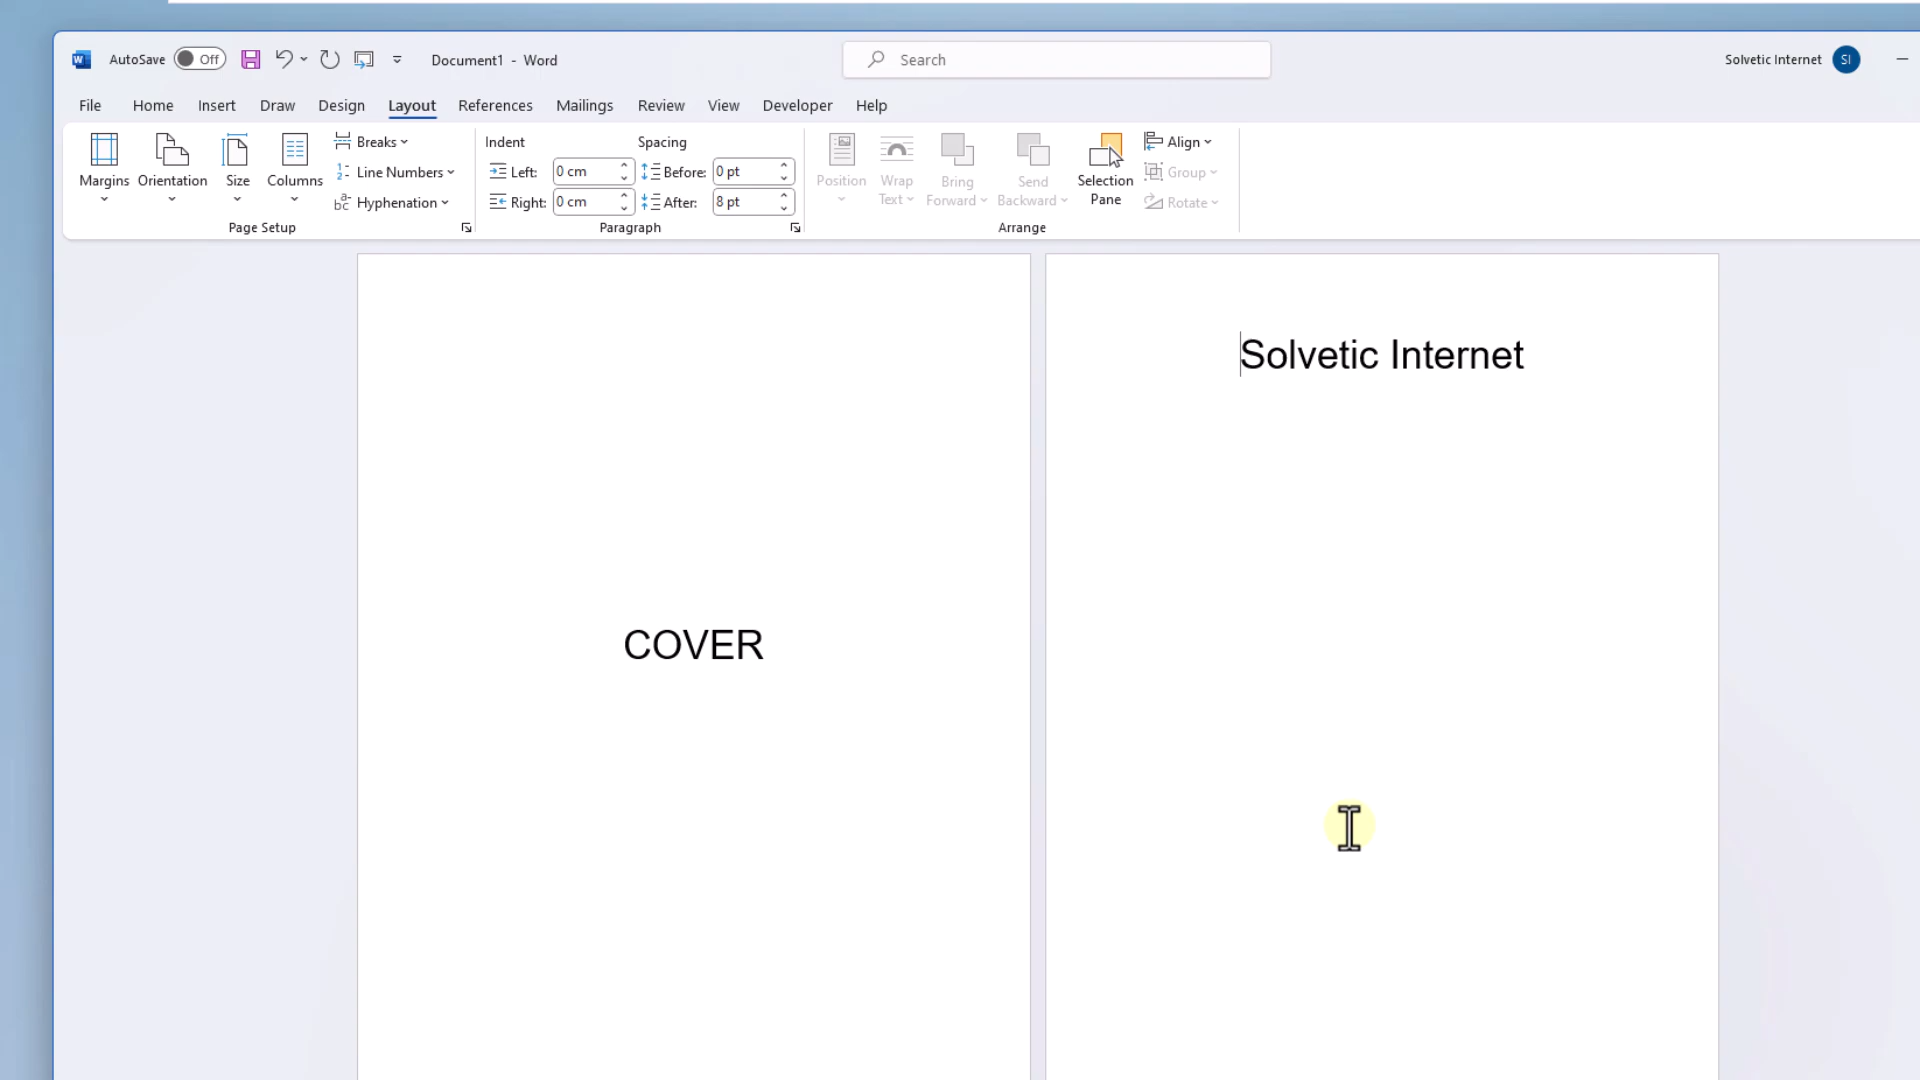 AutoSave Off Document1 - Word Search Solvetic Internet SI
File Home Insert Draw Design Layout References Mailings Review View Developer Help
Margins Orientation Size Columns
Breaks
Line Numbers
Hyphenation
Page Setup
Indent Spacing
Left: 0 cm Before: 0 pt
Right: 0 cm After: 8 pt
Paragraph
Position Wrap Text Bring Forward Send Backward Selection Pane
Align
Group
Rotate
Arrange
COVER
Solvetic Internet